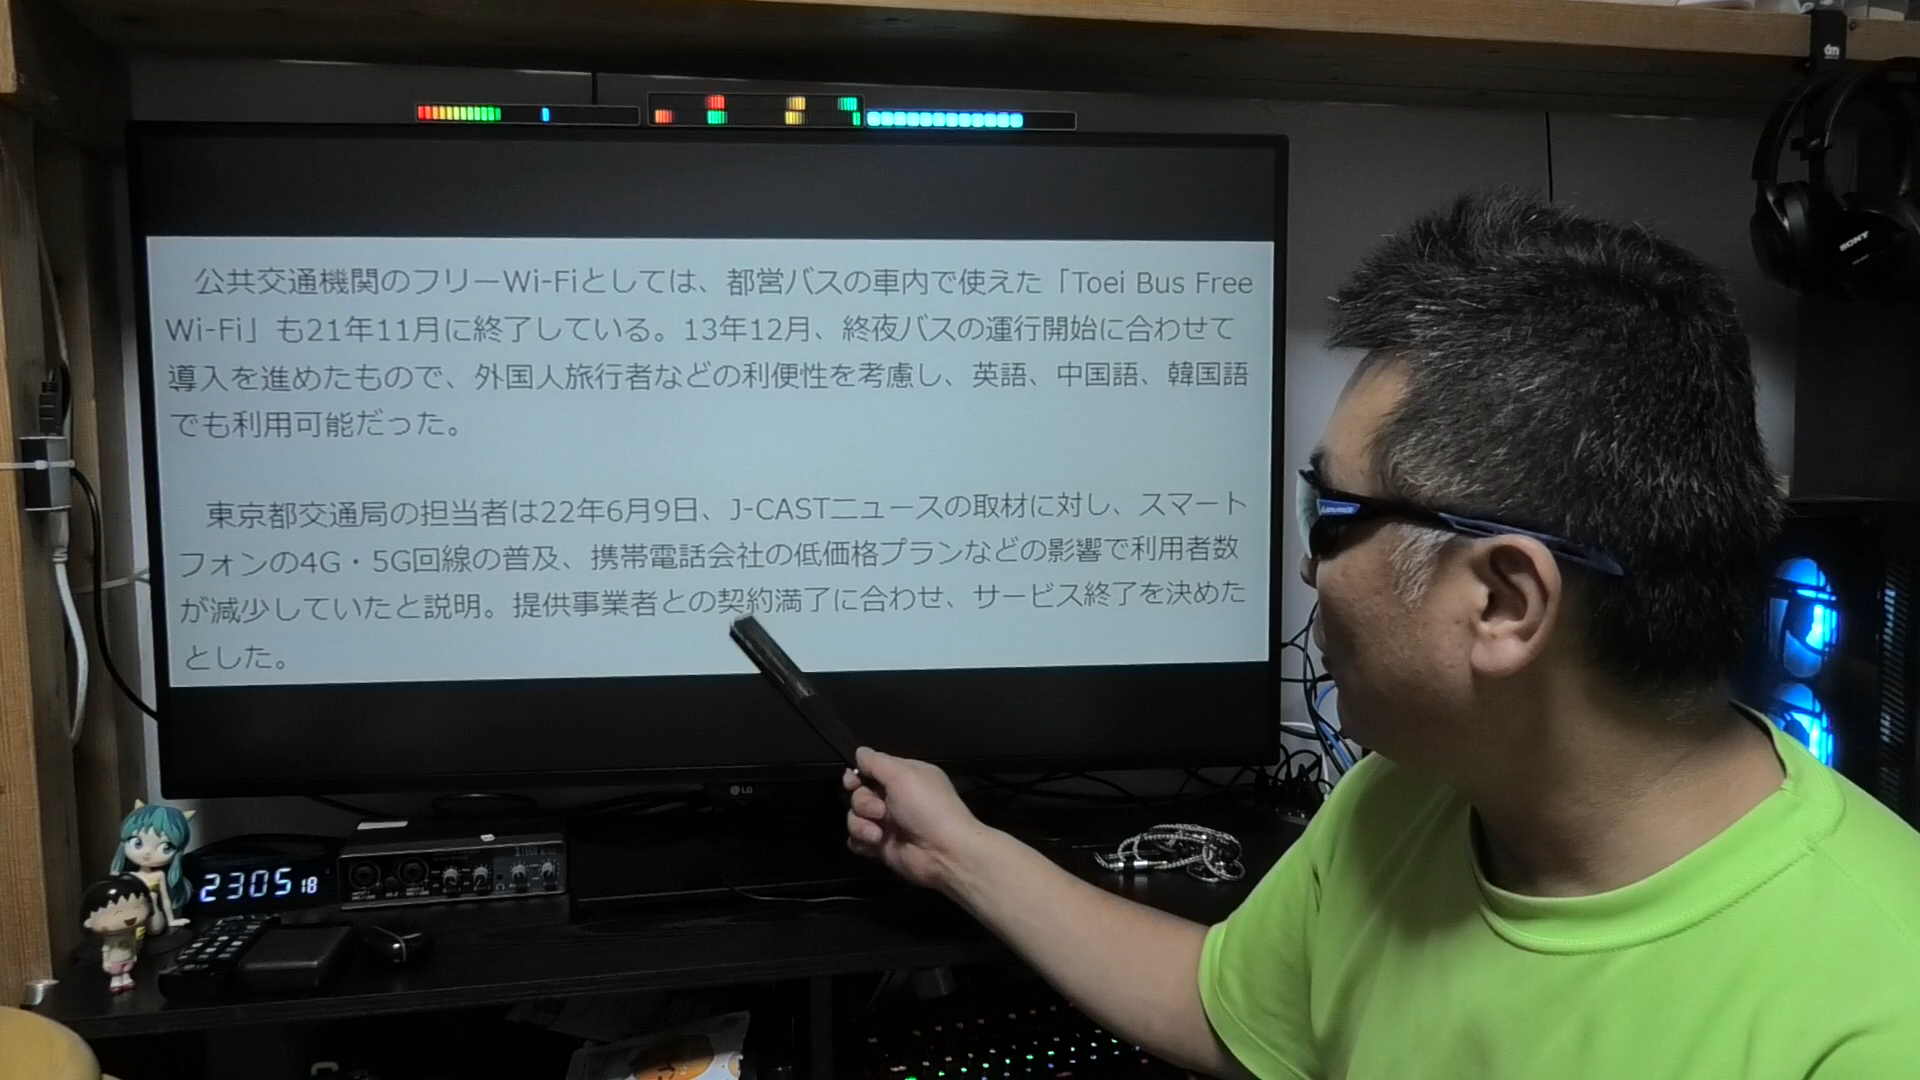 公共交通機関のフリーWi-Fiとしては、都営バスの車内で使えた「Toei Bus Free
Wi-Fi」も21年11月に終了している。13年12月、終夜バスの運行開始に合わせて
導入を進めたもので、外国人旅行者などの利便性を考慮し、英語、中国語、韓国語
でも利用可能だった。
東京都交通局の担当者は22年6月9日、J-CASTニュースの取材に対し、スマート
フォンの4G・5G回線の普及、携帯電話会社の低価格プランなどの影響で利用者数
が減少していたと説明。提供事業者との契約満了に合わせ、サービス終了を決めた
とした。
LG
SONY
230518